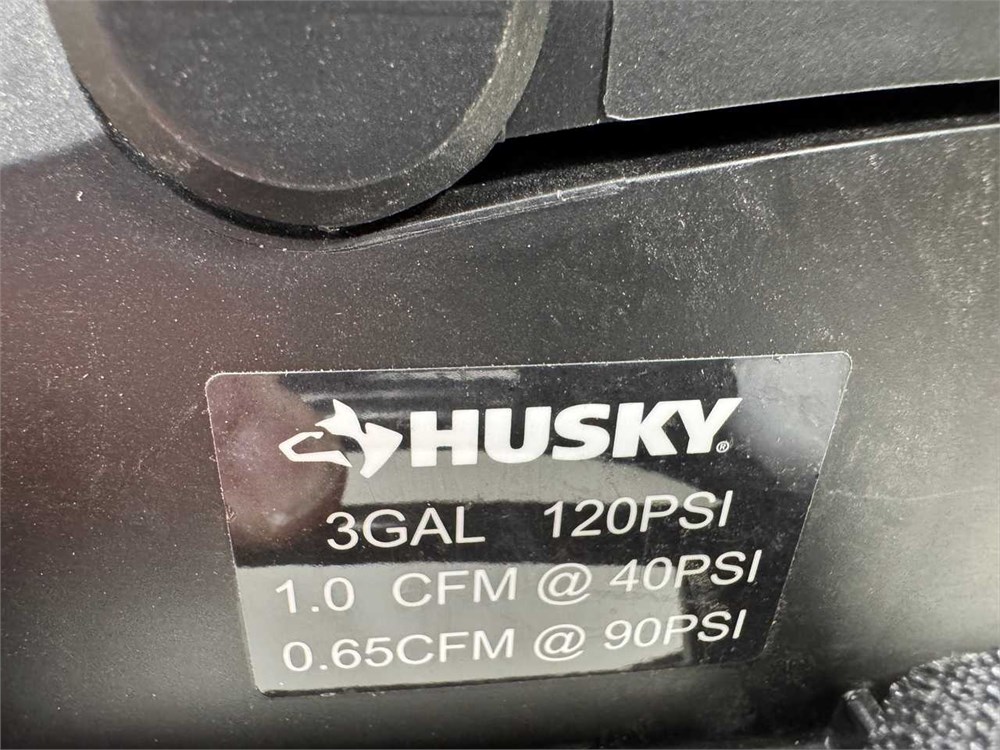 HUSKY®
3GAL 120PSI
1.0 CFM @ 40PSI
0.65CFM @ 90PSI